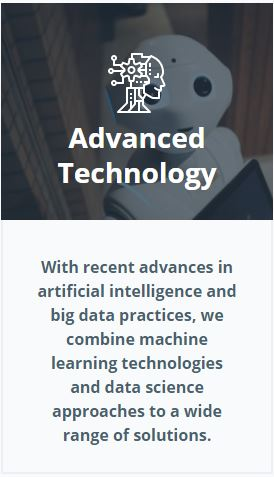 Advanced
Technology
With recent advances in
artificial intelligence and
big data practices, we
combine machine
learning technologies
and data science
approaches to a wide
range of solutions.